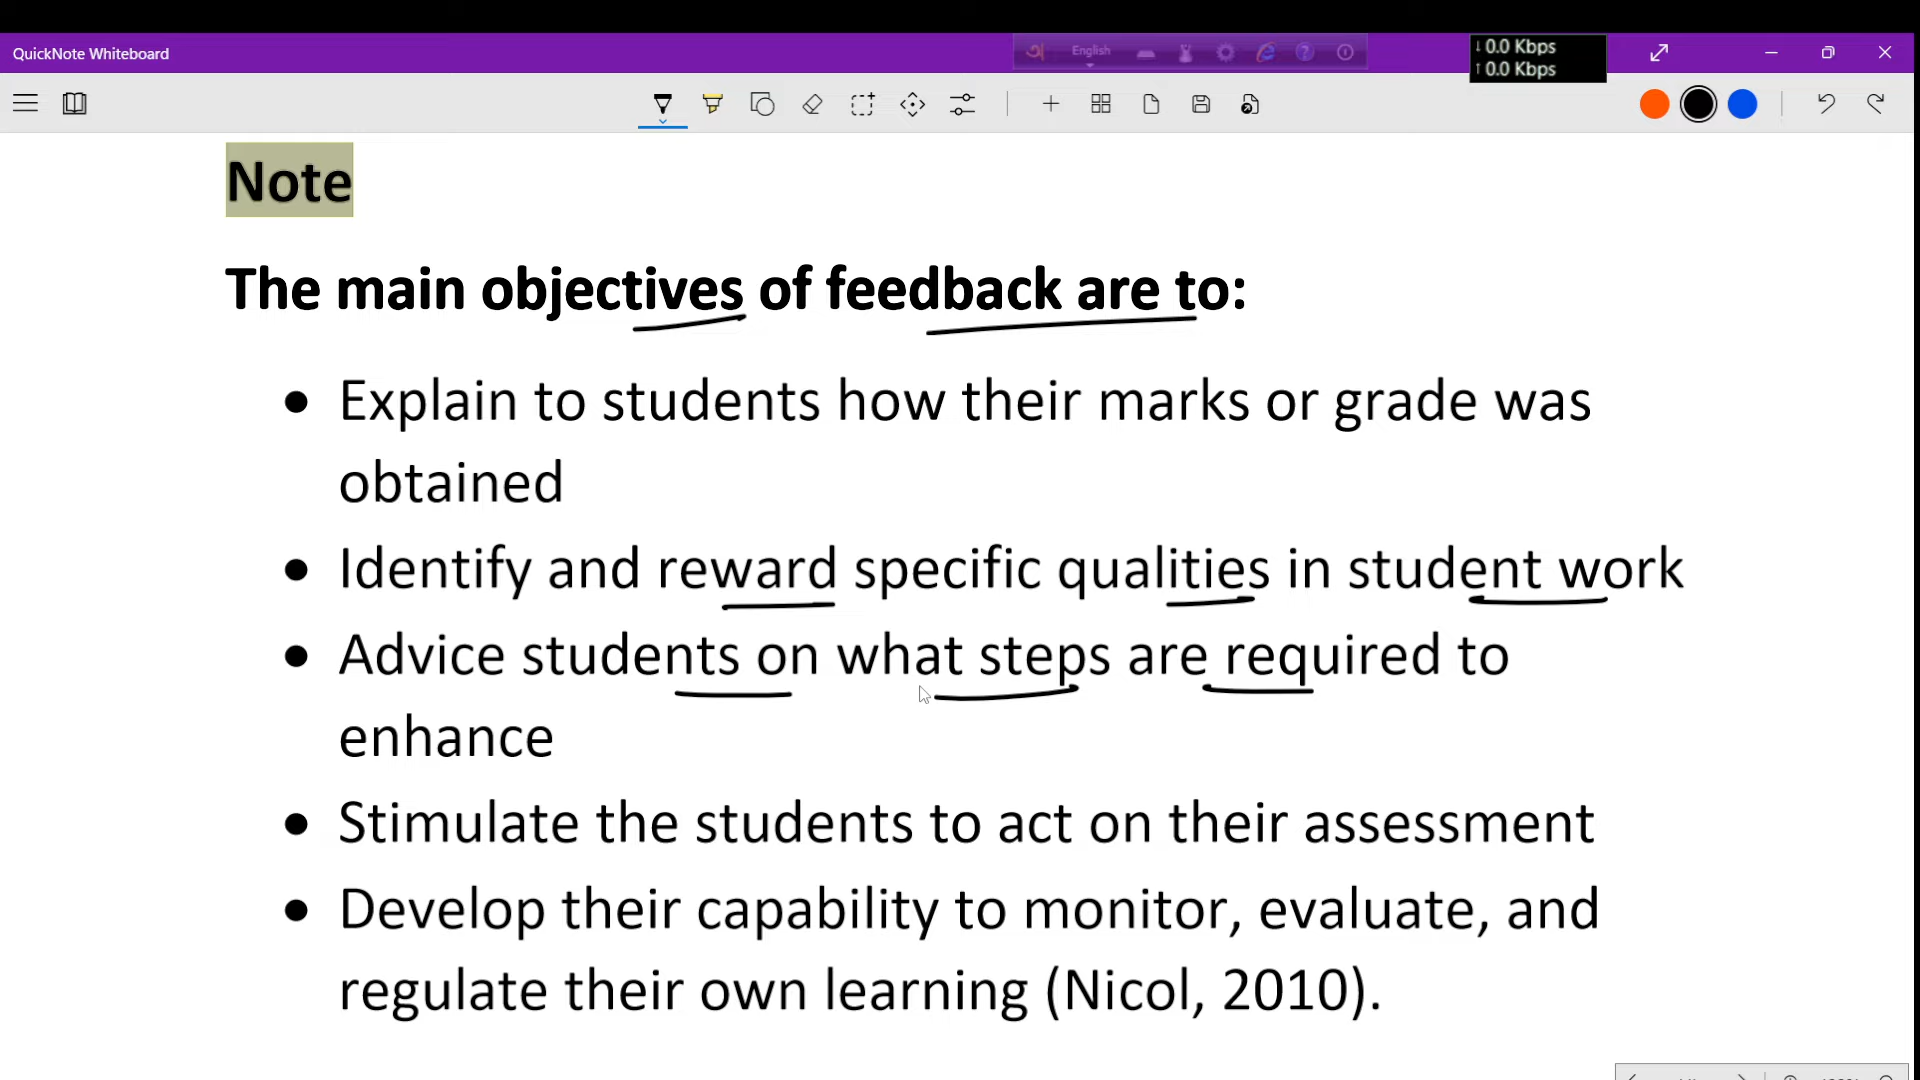 QuickNote Whiteboard
English
↓ 0.0 Kbps
↑ 0.0 Kbps
Note
The main objectives of feedback are to:
• Explain to students how their marks or grade was
obtained
• Identify and reward specific qualities in student work
• Advice students on what steps are required to
enhance
• Stimulate the students to act on their assessment
• Develop their capability to monitor, evaluate, and
regulate their own learning (Nicol, 2010).